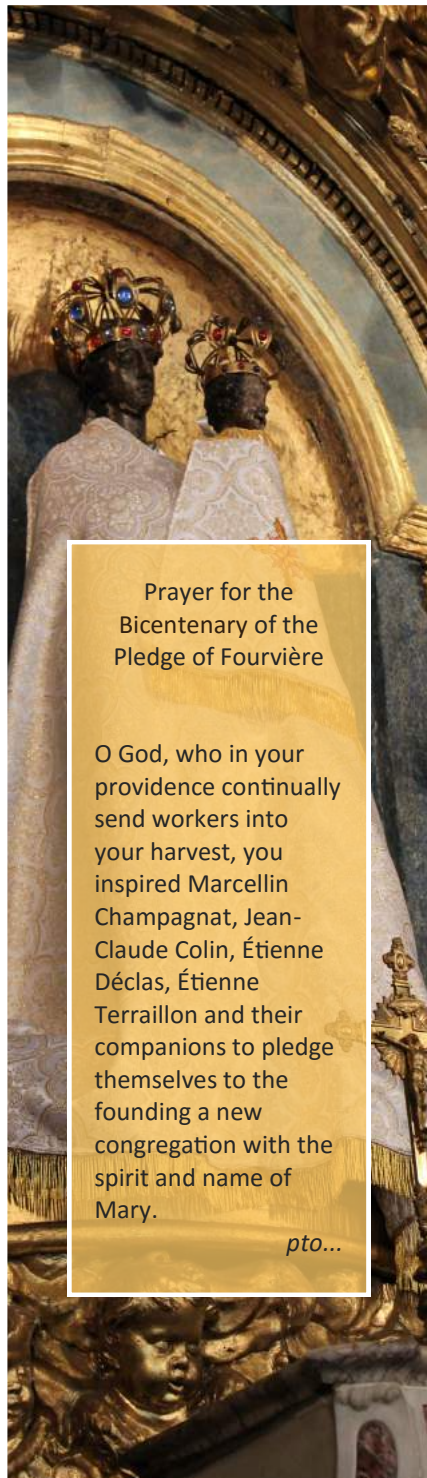 Prayer for the
Bicentenary of the
Pledge of Fourvière
O God, who in your
providence continually
send workers into
your harvest, you
inspired Marcellin
Champagnat, Jean-
Claude Colin, Étienne
Déclas, Étienne
Terraillon and their
companions to pledge
themselves to the
founding a new
congregation with the
spirit and name of
Mary.
pto...